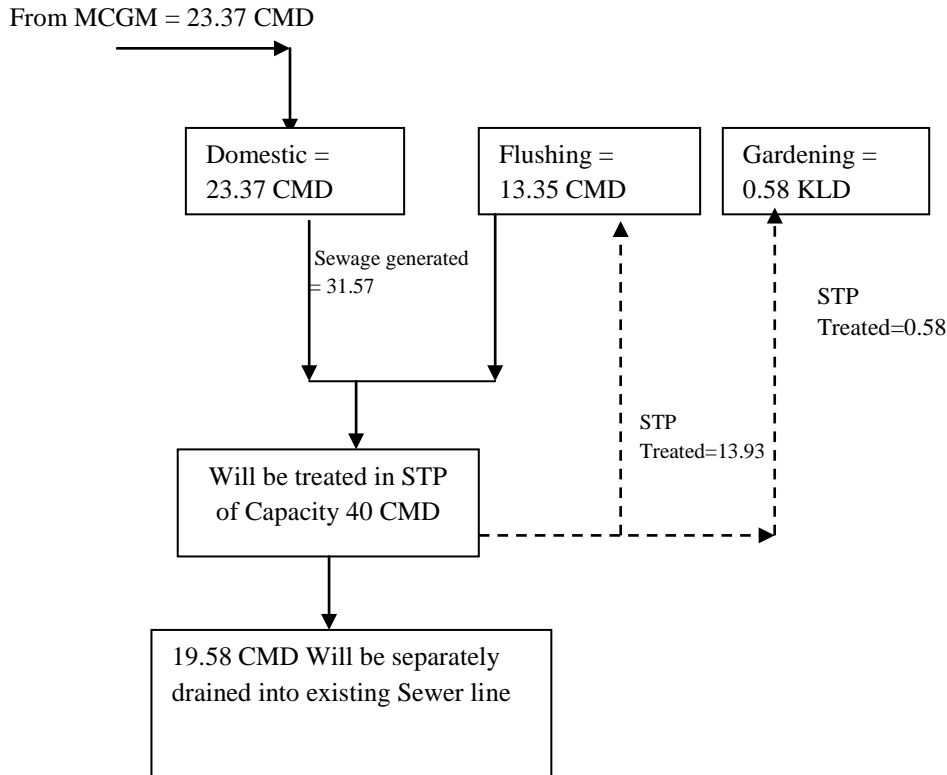 From MCGM = 23.37 CMD
Domestic =
23.37 CMD
Flushing =
13.35 CMD
Gardening =
0.58 KLD
Sewage generated
= 31.57
STP
Treated=0.58
STP
Treated=13.93
Will be treated in STP
of Capacity 40 CMD
19.58 CMD Will be separately
drained into existing Sewer line